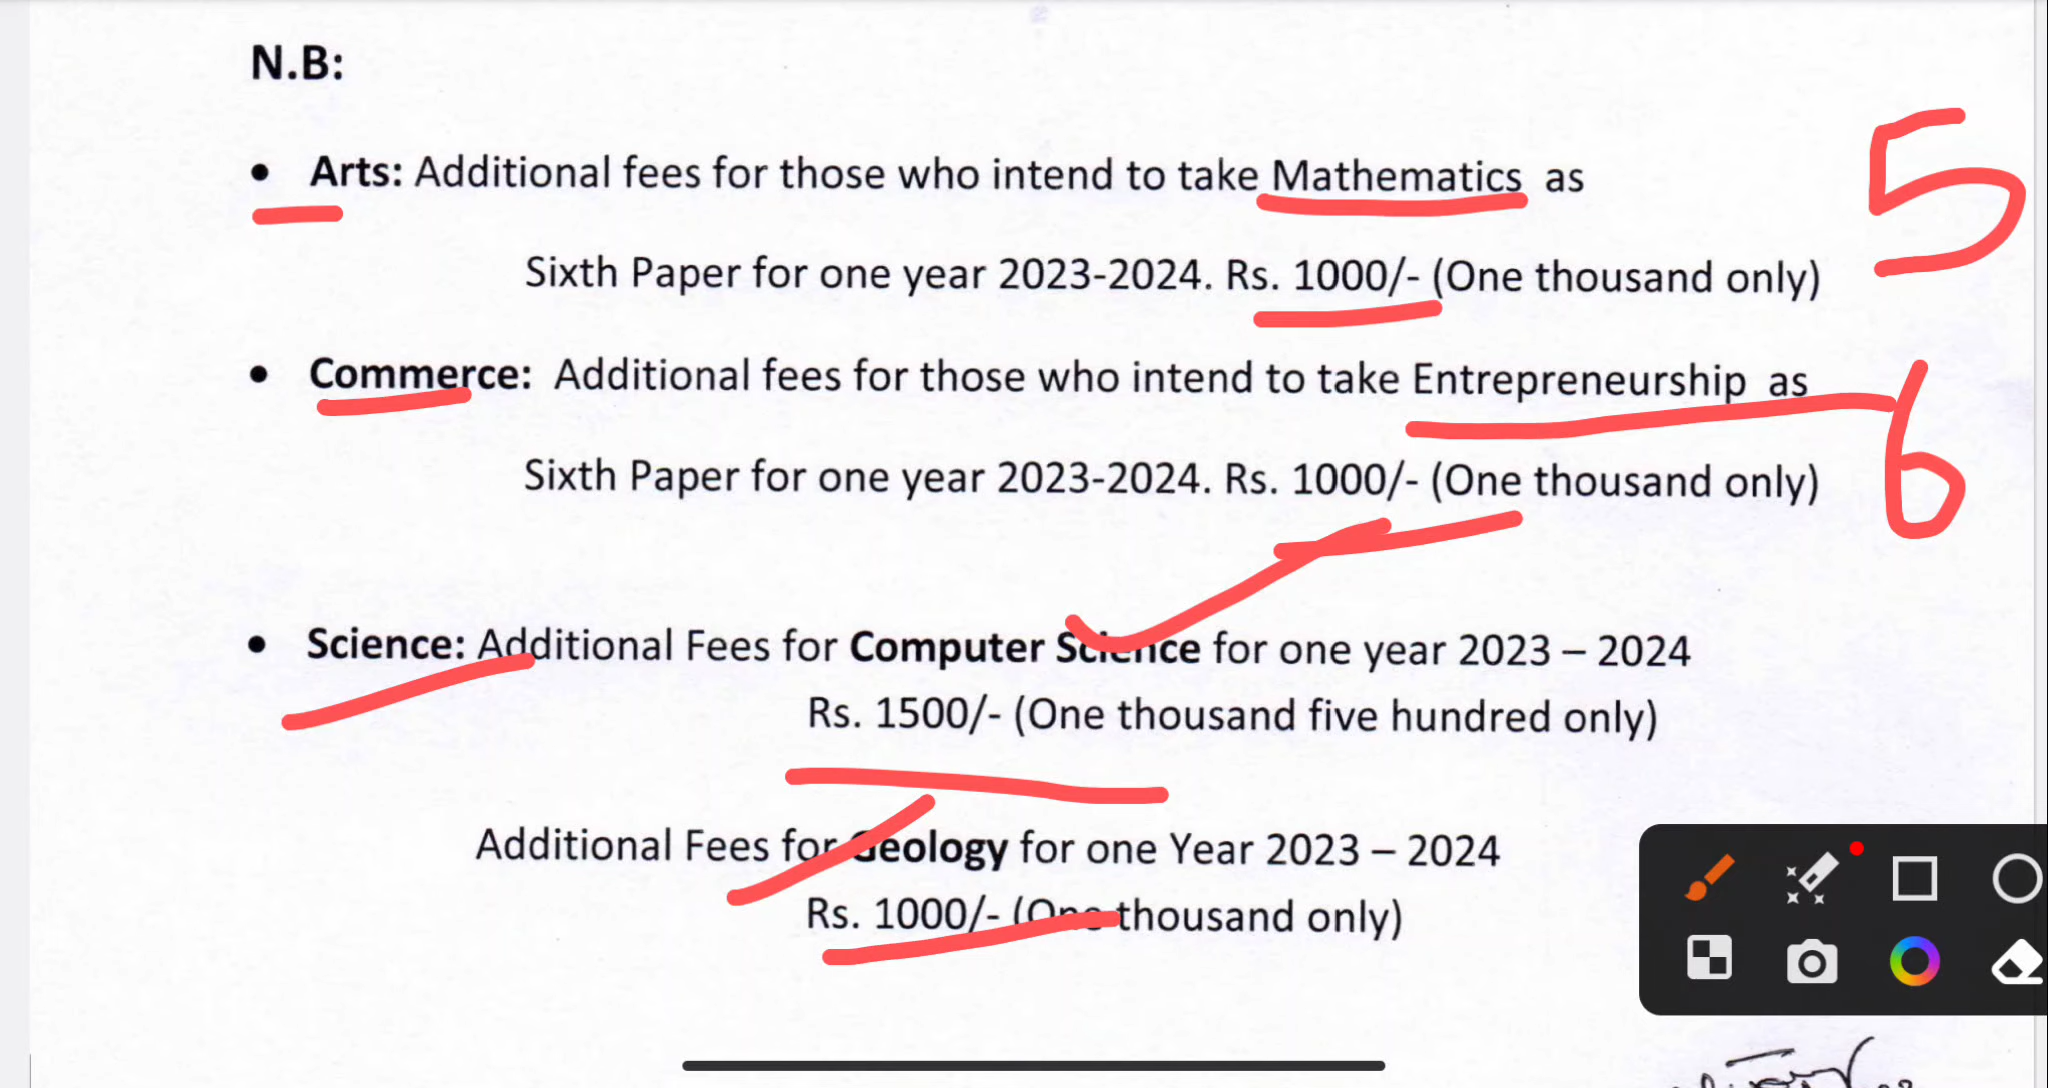 N.B:
• Arts: Additional fees for those who intend to take Mathematics as
5
Sixth Paper for one year 2023-2024. Rs. 1000/- (One thousand only)
• Commerce: Additional fees for those who intend to take Entrepreneurship as
6
Sixth Paper for one year 2023-2024. Rs. 1000/- (One thousand only)
• Science: Additional Fees for Computer Science for one year 2023 – 2024
Rs. 1500/- (One thousand five hundred only)
Additional Fees for Geology for one Year 2023 – 2024
Rs. 1000/- (One thousand only)